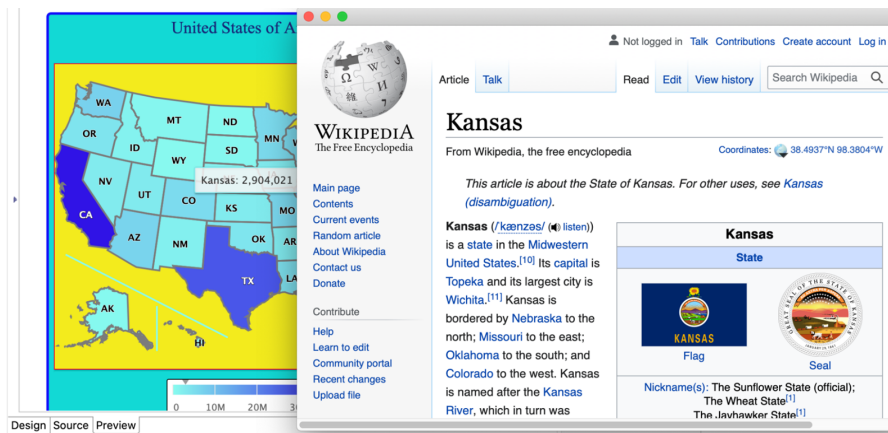 United States of A
WA
OR
ID
MT
ND
MN
SD
WY
NV
UT
CO
KS
MO
CA
AZ
NM
OK
AR
TX
LA
AK
HI
Kansas: 2,904,021
0 10M 20M 3
Design Source Preview
WIKIPEDIA
The Free Encyclopedia
Main page
Contents
Current events
Random article
About Wikipedia
Contact us
Donate
Contribute
Help
Learn to edit
Community portal
Recent changes
Upload file
Not logged in Talk Contributions Create account Log in
Article Talk Read Edit View history Search Wikipedia
Kansas
From Wikipedia, the free encyclopedia
Coordinates: 38.4937°N 98.3804°W
This article is about the State of Kansas. For other uses, see Kansas
(disambiguation).
Kansas (/ˈkænzəs/ (listen))
is a state in the Midwestern
United States.[10] Its capital is
Topeka and its largest city is
Wichita.[11] Kansas is
bordered by Nebraska to the
north; Missouri to the east;
Oklahoma to the south; and
Colorado to the west. Kansas
is named after the Kansas
River, which in turn was
Kansas
State
KANSAS
Flag
GREAT SEAL OF THE STATE OF KANSAS
Seal
Nickname(s): The Sunflower State (official);
The Wheat State[1]
The Jayhawker State[1]